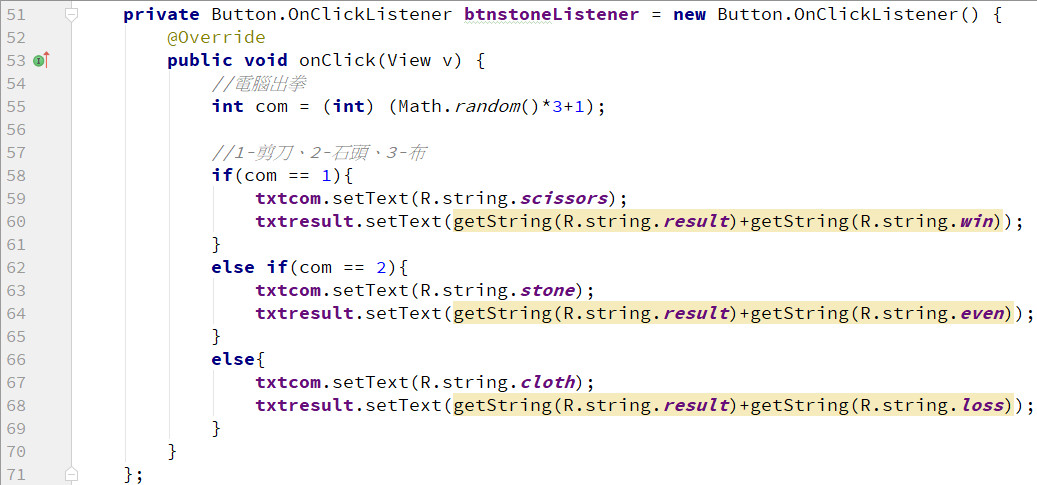 51 private Button.OnClickListener btnstoneListener = new Button.OnClickListener() {
52 @Override
53 public void onClick(View v) {
54 //電腦出拳
55 int com = (int) (Math.random()*3+1);
56
57 //1-剪刀、2-石頭、3-布
58 if(com == 1){
59 txtcom.setText(R.string.scissors);
60 txtresult.setText(getString(R.string.result)+getString(R.string.win));
61 }
62 else if(com == 2){
63 txtcom.setText(R.string.stone);
64 txtresult.setText(getString(R.string.result)+getString(R.string.even));
65 }
66 else{
67 txtcom.setText(R.string.cloth);
68 txtresult.setText(getString(R.string.result)+getString(R.string.loss));
69 }
70 }
71 };